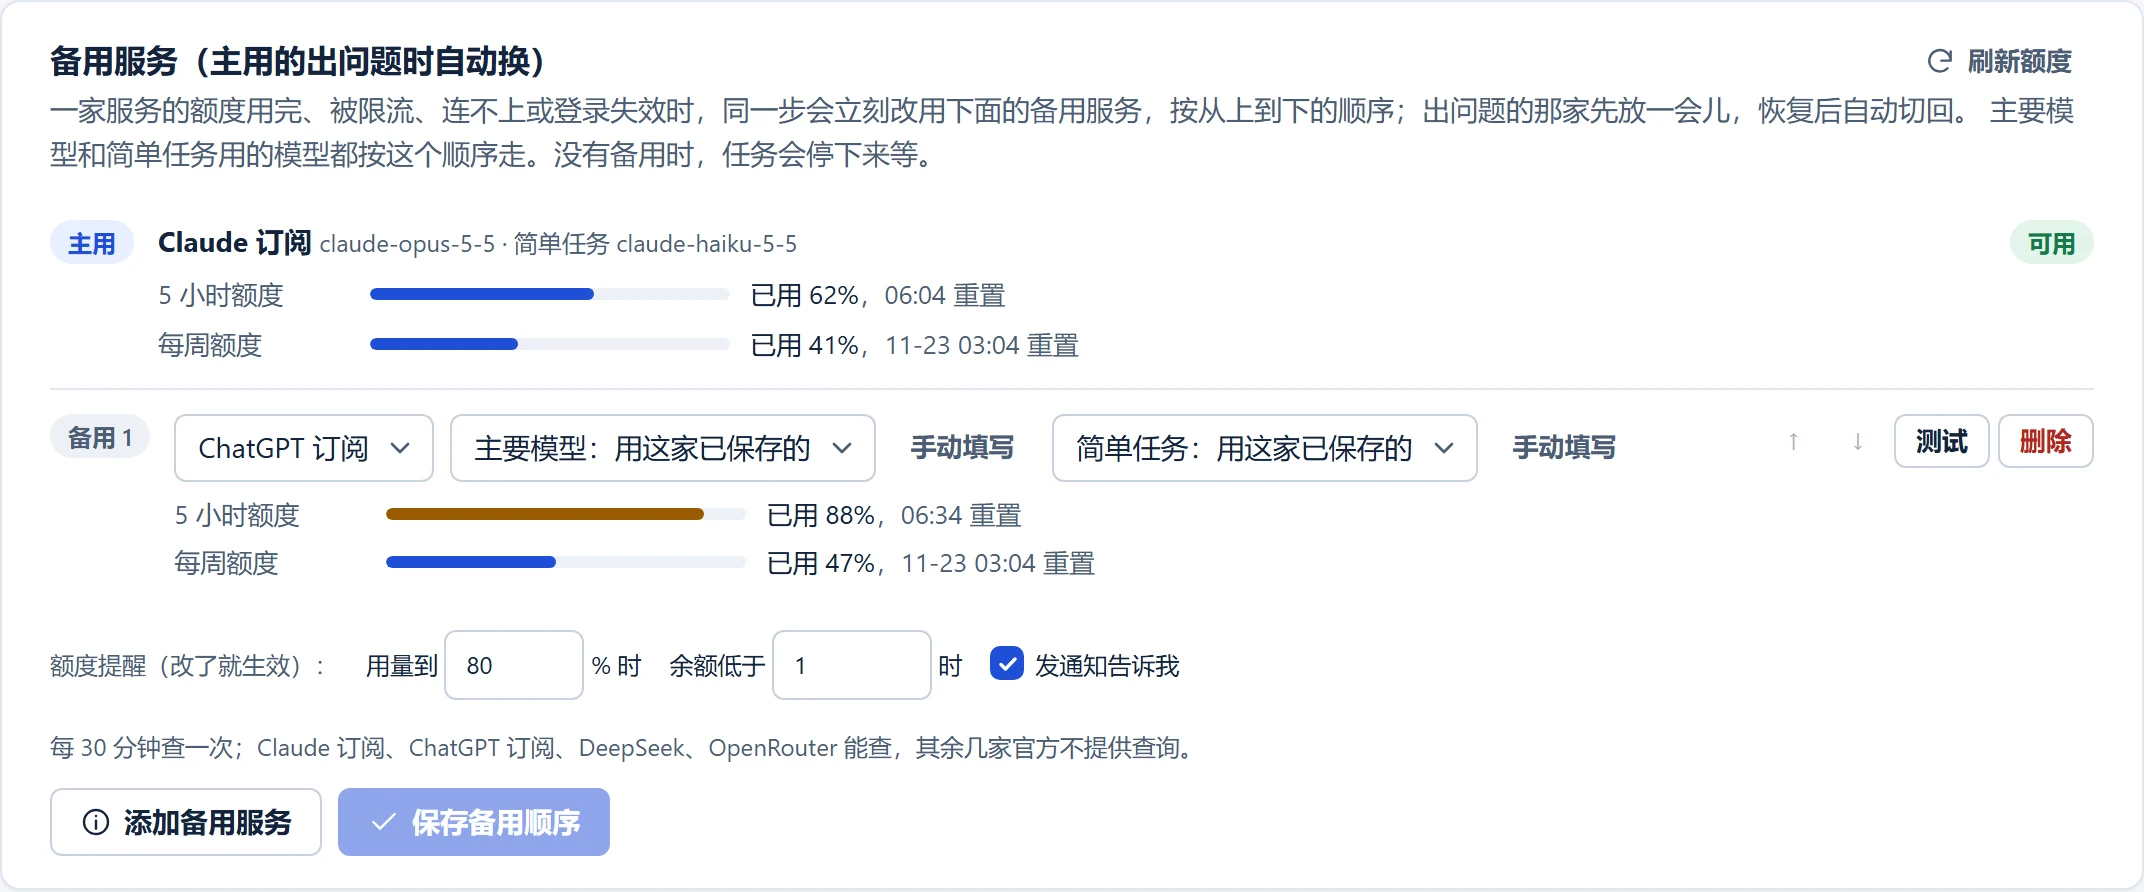 备用服务（主用的出问题时自动换）
刷新额度
一家服务的额度用完、被限流、连不上或登录失效时，同一步会立刻改用下面的备用服务，按从上到下的顺序；出问题的那家先放一会儿，恢复后自动切回。 主要模
型和简单任务用的模型都按这个顺序走。没有备用时，任务会停下来等。
主用 Claude 订阅 claude-opus-5-5 · 简单任务 claude-haiku-5-5 可用
5 小时额度 已用 62%，06:04 重置
每周额度 已用 41%，11-23 03:04 重置
备用 1 ChatGPT 订阅 主要模型：用这家已保存的 手动填写 简单任务：用这家已保存的 手动填写 ↑ ↓ 测试 删除
5 小时额度 已用 88%，06:34 重置
每周额度 已用 47%，11-23 03:04 重置
额度提醒（改了就生效）： 用量到 80 % 时 余额低于 1 时 发通知告诉我
每 30 分钟查一次；Claude 订阅、ChatGPT 订阅、DeepSeek、OpenRouter 能查，其余几家官方不提供查询。
添加备用服务 保存备用顺序